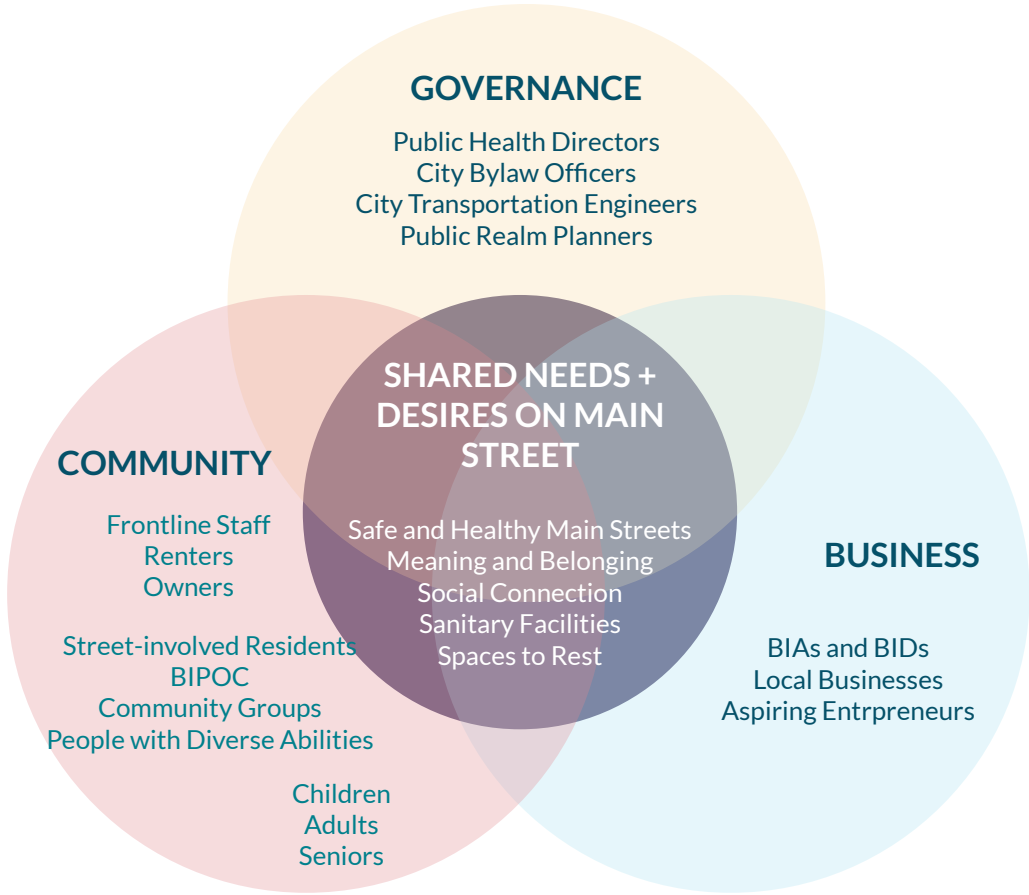 GOVERNANCE
Public Health Directors
City Bylaw Officers
City Transportation Engineers
Public Realm Planners
SHARED NEEDS +
DESIRES ON MAIN
STREET
Safe and Healthy Main Streets
Meaning and Belonging
Social Connection
Sanitary Facilities
Spaces to Rest
COMMUNITY
Frontline Staff
Renters
Owners
Street-involved Residents
BIPOC
Community Groups
People with Diverse Abilities
Children
Adults
Seniors
BUSINESS
BIAs and BIDs
Local Businesses
Aspiring Entrpreneurs